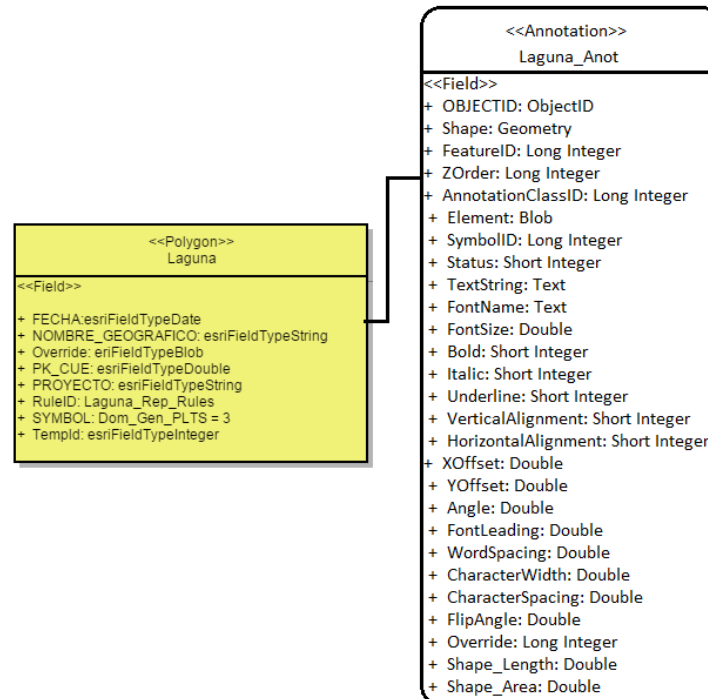 <<Polygon>>
Laguna
<<Field>>
+ FECHA:esriFieldTypeDate
+ NOMBRE_GEOGRAFICO: esriFieldTypeString
+ Override: eriFieldTypeBlob
+ PK_CUE: esriFieldTypeDouble
+ PROYECTO: esriFieldTypeString
+ RuleID: Laguna_Rep_Rules
+ SYMBOL: Dom_Gen_PLTS = 3
+ TempId: esriFieldTypeInteger
<<Annotation>>
Laguna_Anot
<<Field>>
+ OBJECTID: ObjectID
+ Shape: Geometry
+ FeatureID: Long Integer
+ ZOrder: Long Integer
+ AnnotationClassID: Long Integer
+ Element: Blob
+ SymbolID: Long Integer
+ Status: Short Integer
+ TextString: Text
+ FontName: Text
+ FontSize: Double
+ Bold: Short Integer
+ Italic: Short Integer
+ Underline: Short Integer
+ VerticalAlignment: Short Integer
+ HorizontalAlignment: Short Integer
+ XOffset: Double
+ YOffset: Double
+ Angle: Double
+ FontLeading: Double
+ WordSpacing: Double
+ CharacterWidth: Double
+ CharacterSpacing: Double
+ FlipAngle: Double
+ Override: Long Integer
+ Shape_Length: Double
+ Shape_Area: Double